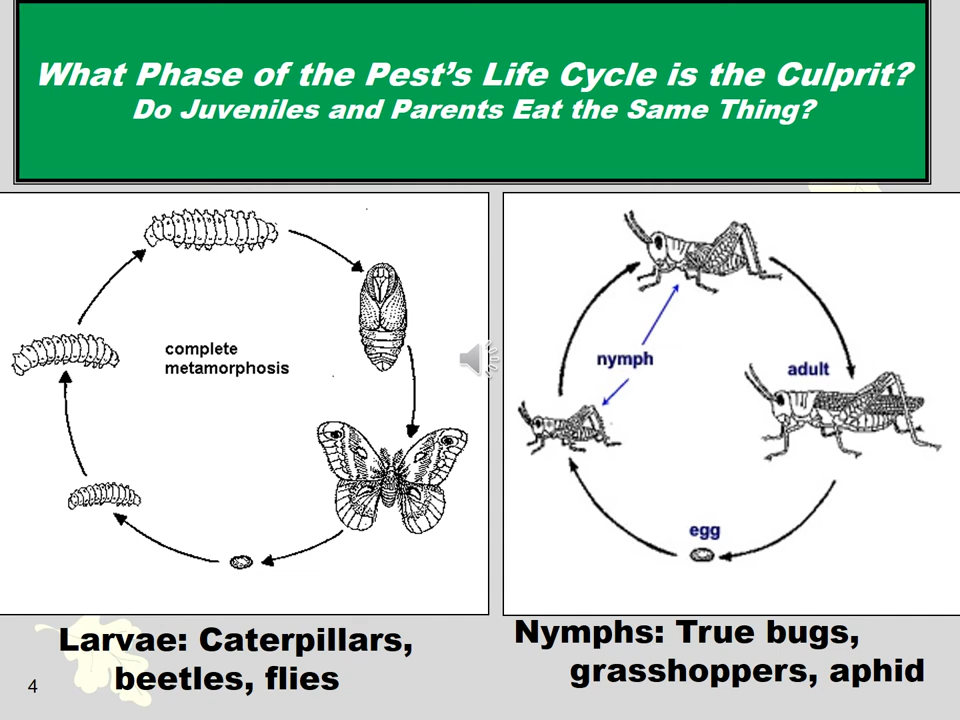 What Phase of the Pest’s Life Cycle is the Culprit?
Do Juveniles and Parents Eat the Same Thing?
complete
metamorphosis
nymph
adult
egg
Larvae: Caterpillars,
beetles, flies
Nymphs: True bugs,
grasshoppers, aphid
4